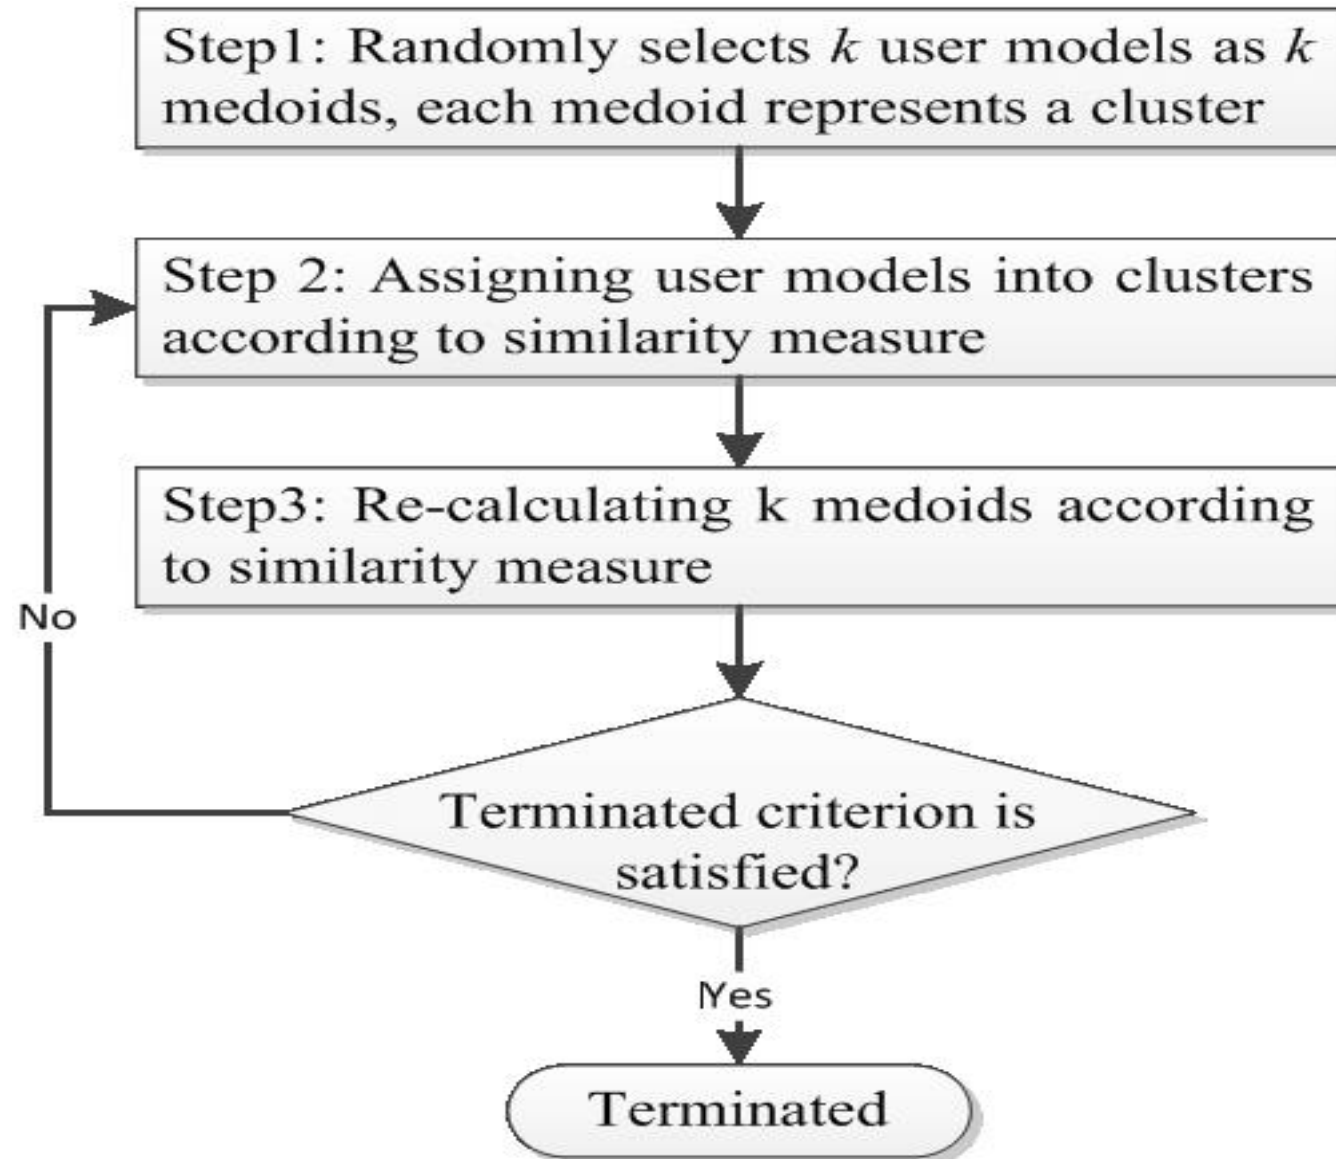 Step1: Randomly selects k user models as k
medoids, each medoid represents a cluster
Step 2: Assigning user models into clusters
according to similarity measure
Step3: Re-calculating k medoids according
to similarity measure
No
Terminated criterion is
satisfied?
Yes
Terminated